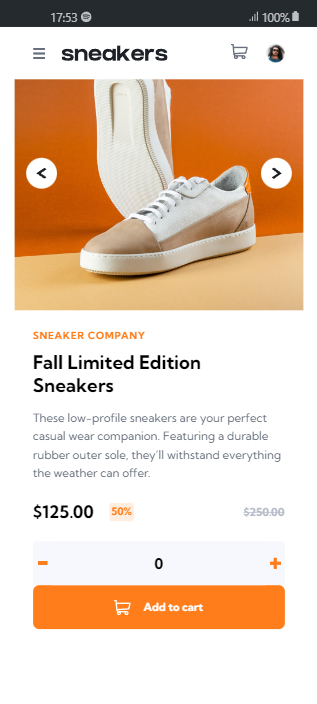 17:53
100%
sneakers
SNEAKER COMPANY
Fall Limited Edition
Sneakers
These low-profile sneakers are your perfect
casual wear companion. Featuring a durable
rubber outer sole, they'll withstand everything
the weather can offer.
$125.00 50% $250.00
- 0 +
Add to cart